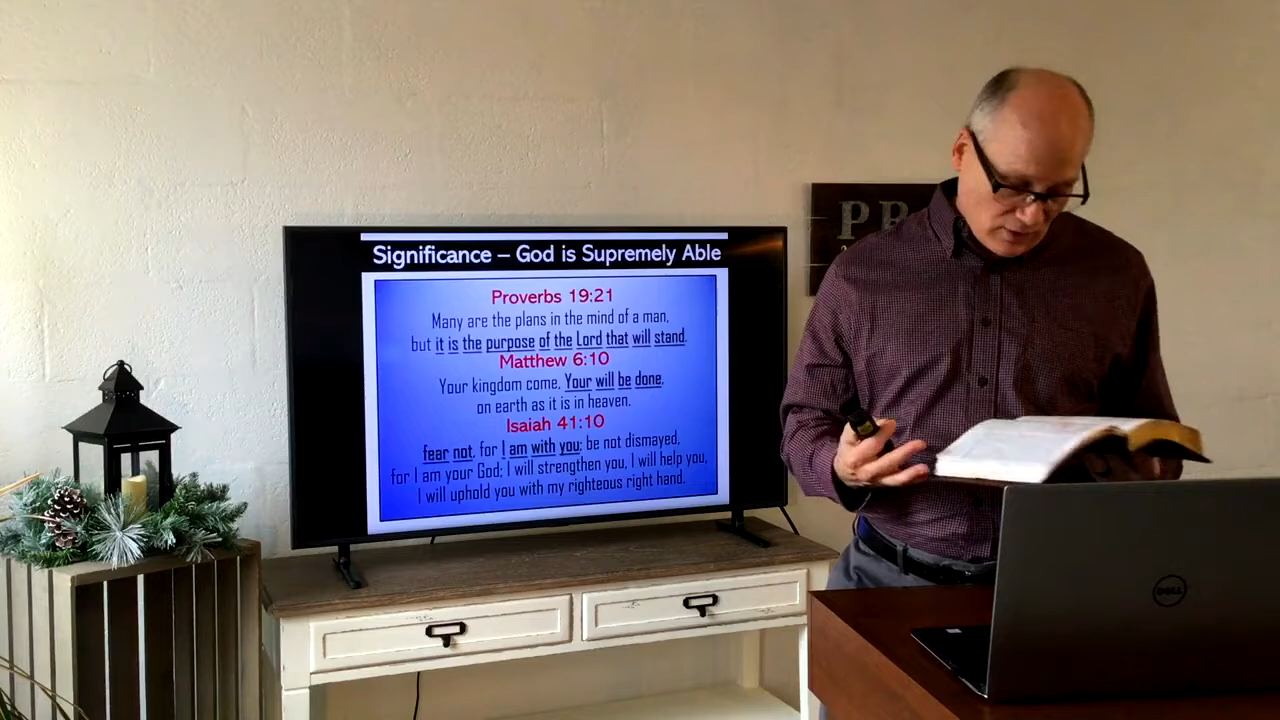 Significance – God is Supremely Able
Proverbs 19:21
Many are the plans in the mind of a man,
but it is the purpose of the Lord that will stand.
Matthew 6:10
Your kingdom come, Your will be done,
on earth as it is in heaven.
Isaiah 41:10
fear not, for I am with you; be not dismayed,
for I am your God; I will strengthen you, I will help you,
I will uphold you with my righteous right hand.
DELL